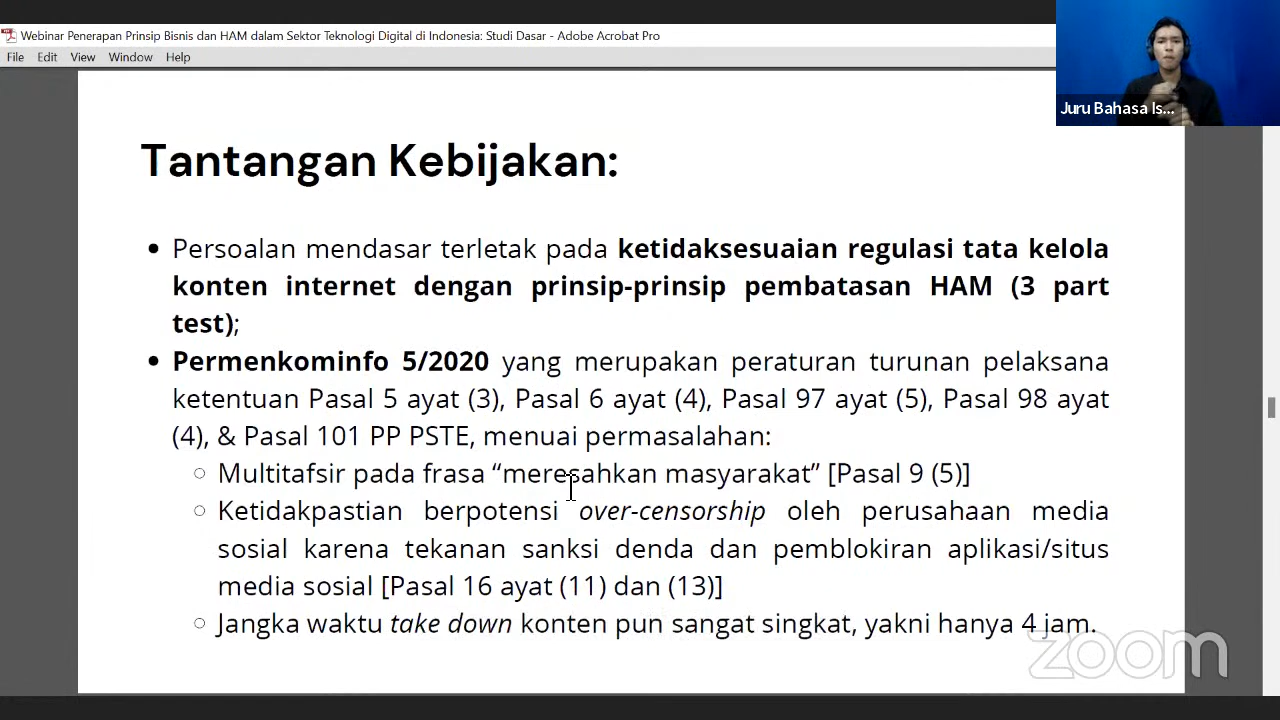 Webinar Penerapan Prinsip Bisnis dan HAM dalam Sektor Teknologi Digital di Indonesia: Studi Dasar - Adobe Acrobat Pro
File Edit View Window Help
Juru Bahasa Is...
Tantangan Kebijakan:
• Persoalan mendasar terletak pada ketidaksesuaian regulasi tata kelola
konten internet dengan prinsip-prinsip pembatasan HAM (3 part
test);
• Permenkominfo 5/2020 yang merupakan peraturan turunan pelaksana
ketentuan Pasal 5 ayat (3), Pasal 6 ayat (4), Pasal 97 ayat (5), Pasal 98 ayat
(4), & Pasal 101 PP PSTE, menuai permasalahan:
○ Multitafsir pada frasa “meresahkan masyarakat” [Pasal 9 (5)]
○ Ketidakpastian berpotensi over-censorship oleh perusahaan media
sosial karena tekanan sanksi denda dan pemblokiran aplikasi/situs
media sosial [Pasal 16 ayat (11) dan (13)]
○ Jangka waktu take down konten pun sangat singkat, yakni hanya 4 jam.
zoom